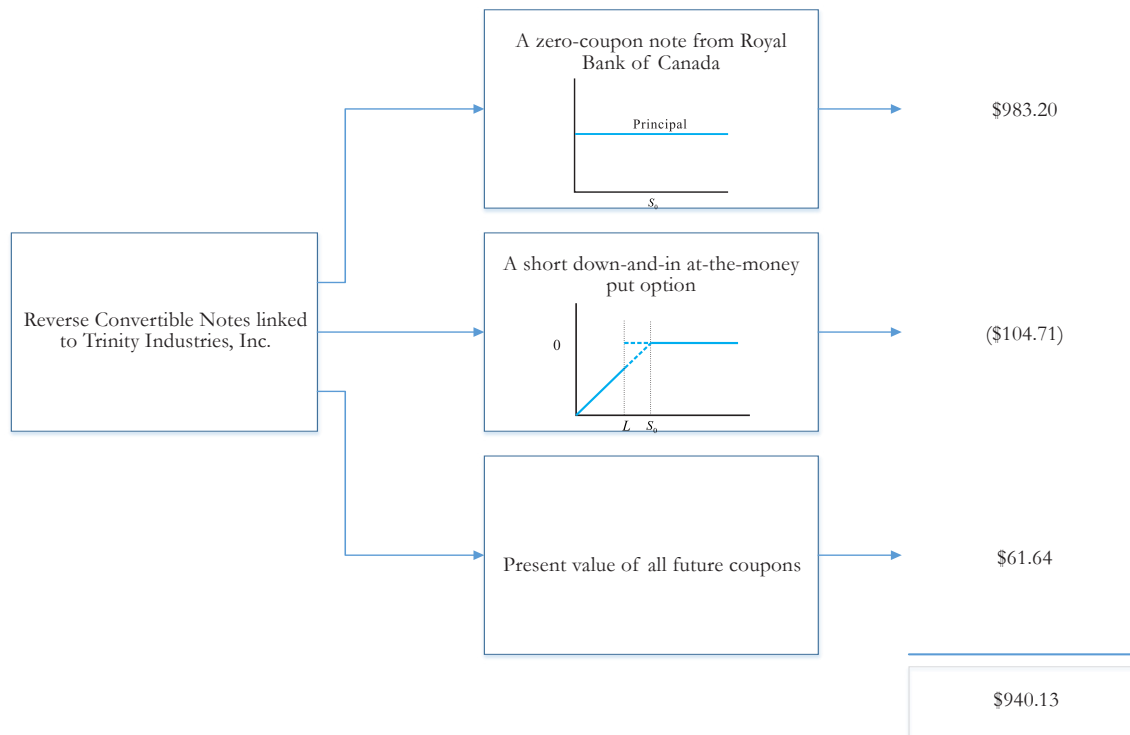 A zero-coupon note from Royal
Bank of Canada
Principal
S₀
$983.20
Reverse Convertible Notes linked
to Trinity Industries, Inc.
A short down-and-in at-the-money
put option
0
L S₀
($104.71)
Present value of all future coupons
$61.64
$940.13